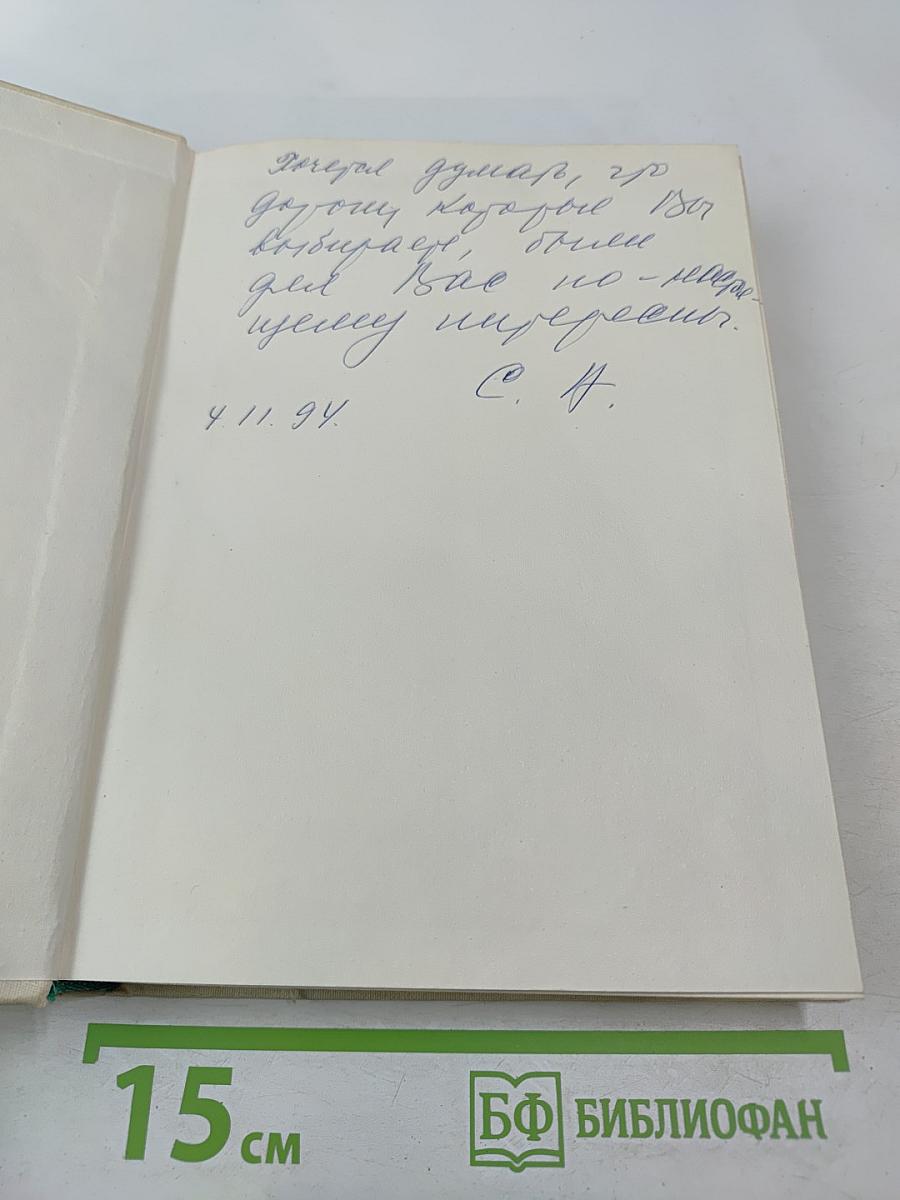 Хочется думать, что
дороги, которые Вы
выбираете, были
для Вас по-настоя-
щему интересны.
С. А.
4.11.94.
15 см
БФ БИБЛИОФАН